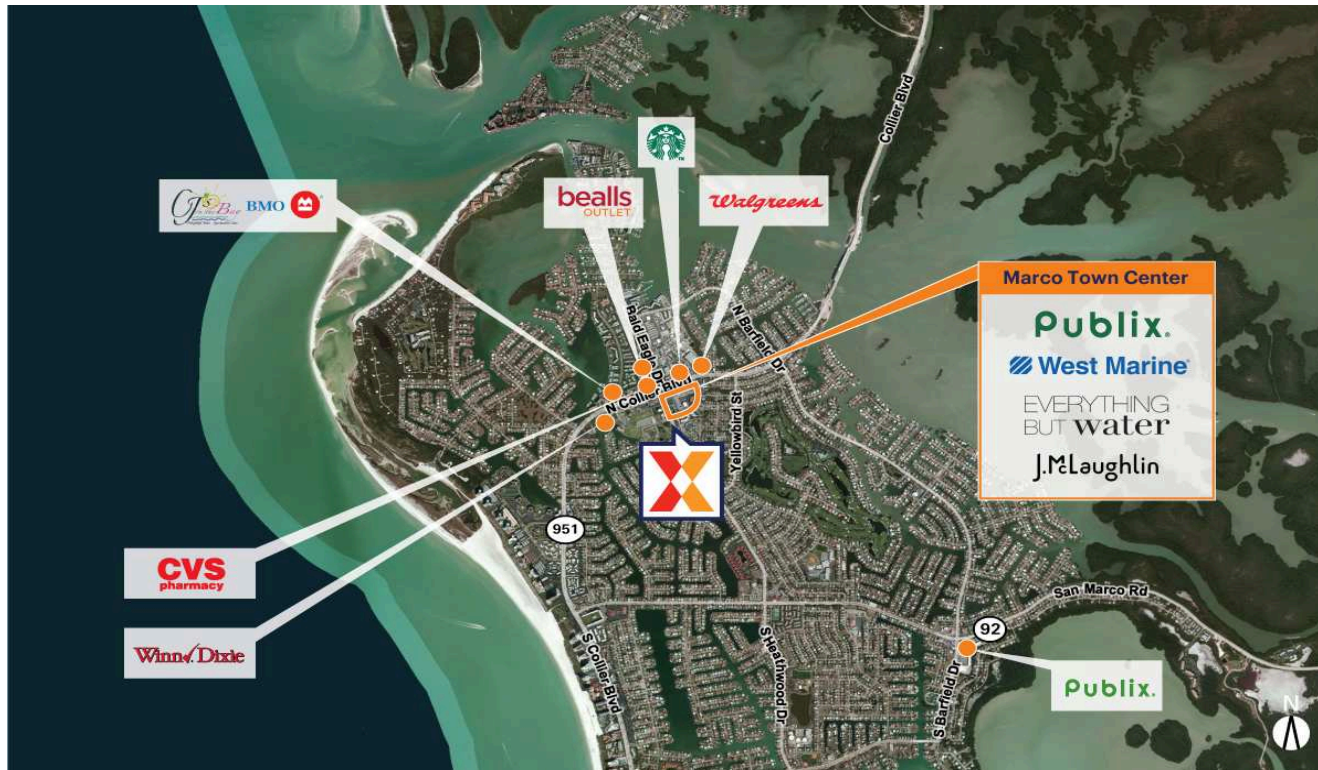 Collier Blvd
BMO
bealls
OUTLET
Walgreens
Marco Town Center
Publix.
West Marine
EVERYTHING
BUT water
J.McLaughlin
N Barfield Dr
Bald Eagle Dr
N Collier Blvd
Yellowbird St
951
CVS
pharmacy
Winn Dixie
San Marco Rd
92
S Collier Blvd
S Heathwood Dr
S Barfield Dr
Publix.
N